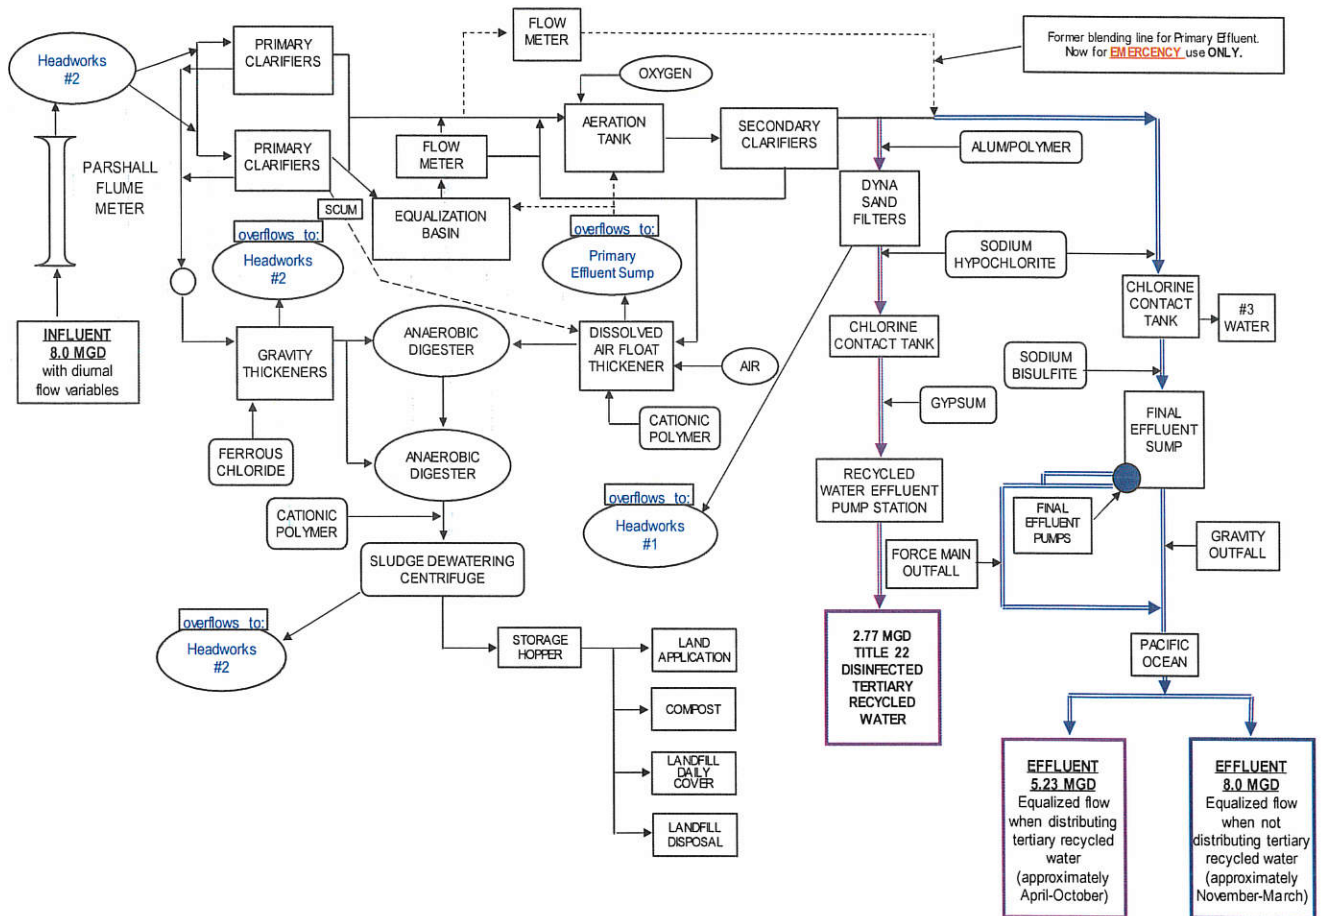 FLOW
METER
Former blending line for Primary Effluent.
Now for EMERGENCY use ONLY.
Headworks
#2
PRIMARY
CLARIFIERS
OXYGEN
AERATION
TANK
SECONDARY
CLARIFIERS
PRIMARY
CLARIFIERS
FLOW
METER
ALUM/POLYMER
PARSHALL
FLUME
METER
SCUM
EQUALIZATION
BASIN
DYNA
SAND
FILTERS
overflows to:
Headworks
#2
overflows to:
Primary
Effluent Sump
SODIUM
HYPOCHLORITE
CHLORINE
CONTACT
TANK
#3
WATER
INFLUENT
8.0 MGD
with diurnal
flow variables
GRAVITY
THICKENERS
ANAEROBIC
DIGESTER
DISSOLVED
AIR FLOAT
THICKENER
AIR
CHLORINE
CONTACT TANK
SODIUM
BISULFITE
GYPSUM
FINAL
EFFLUENT
SUMP
FERROUS
CHLORIDE
ANAEROBIC
DIGESTER
CATIONIC
POLYMER
RECYCLED
WATER EFFLUENT
PUMP STATION
CATIONIC
POLYMER
overflows to:
Headworks
#1
FINAL
EFFLUENT
PUMPS
GRAVITY
OUTFALL
SLUDGE DEWATERING
CENTRIFUGE
FORCE MAIN
OUTFALL
overflows to:
Headworks
#2
STORAGE
HOPPER
LAND
APPLICATION
COMPOST
LANDFILL
DAILY
COVER
LANDFILL
DISPOSAL
2.77 MGD
TITLE 22
DISINFECTED
TERTIARY
RECYCLED
WATER
PACIFIC
OCEAN
EFFLUENT
5.23 MGD
Equalized flow
when distributing
tertiary recycled
water
(approximately
April-October)
EFFLUENT
8.0 MGD
Equalized flow
when not
distributing tertiary
recycled water
(approximately
November-March)